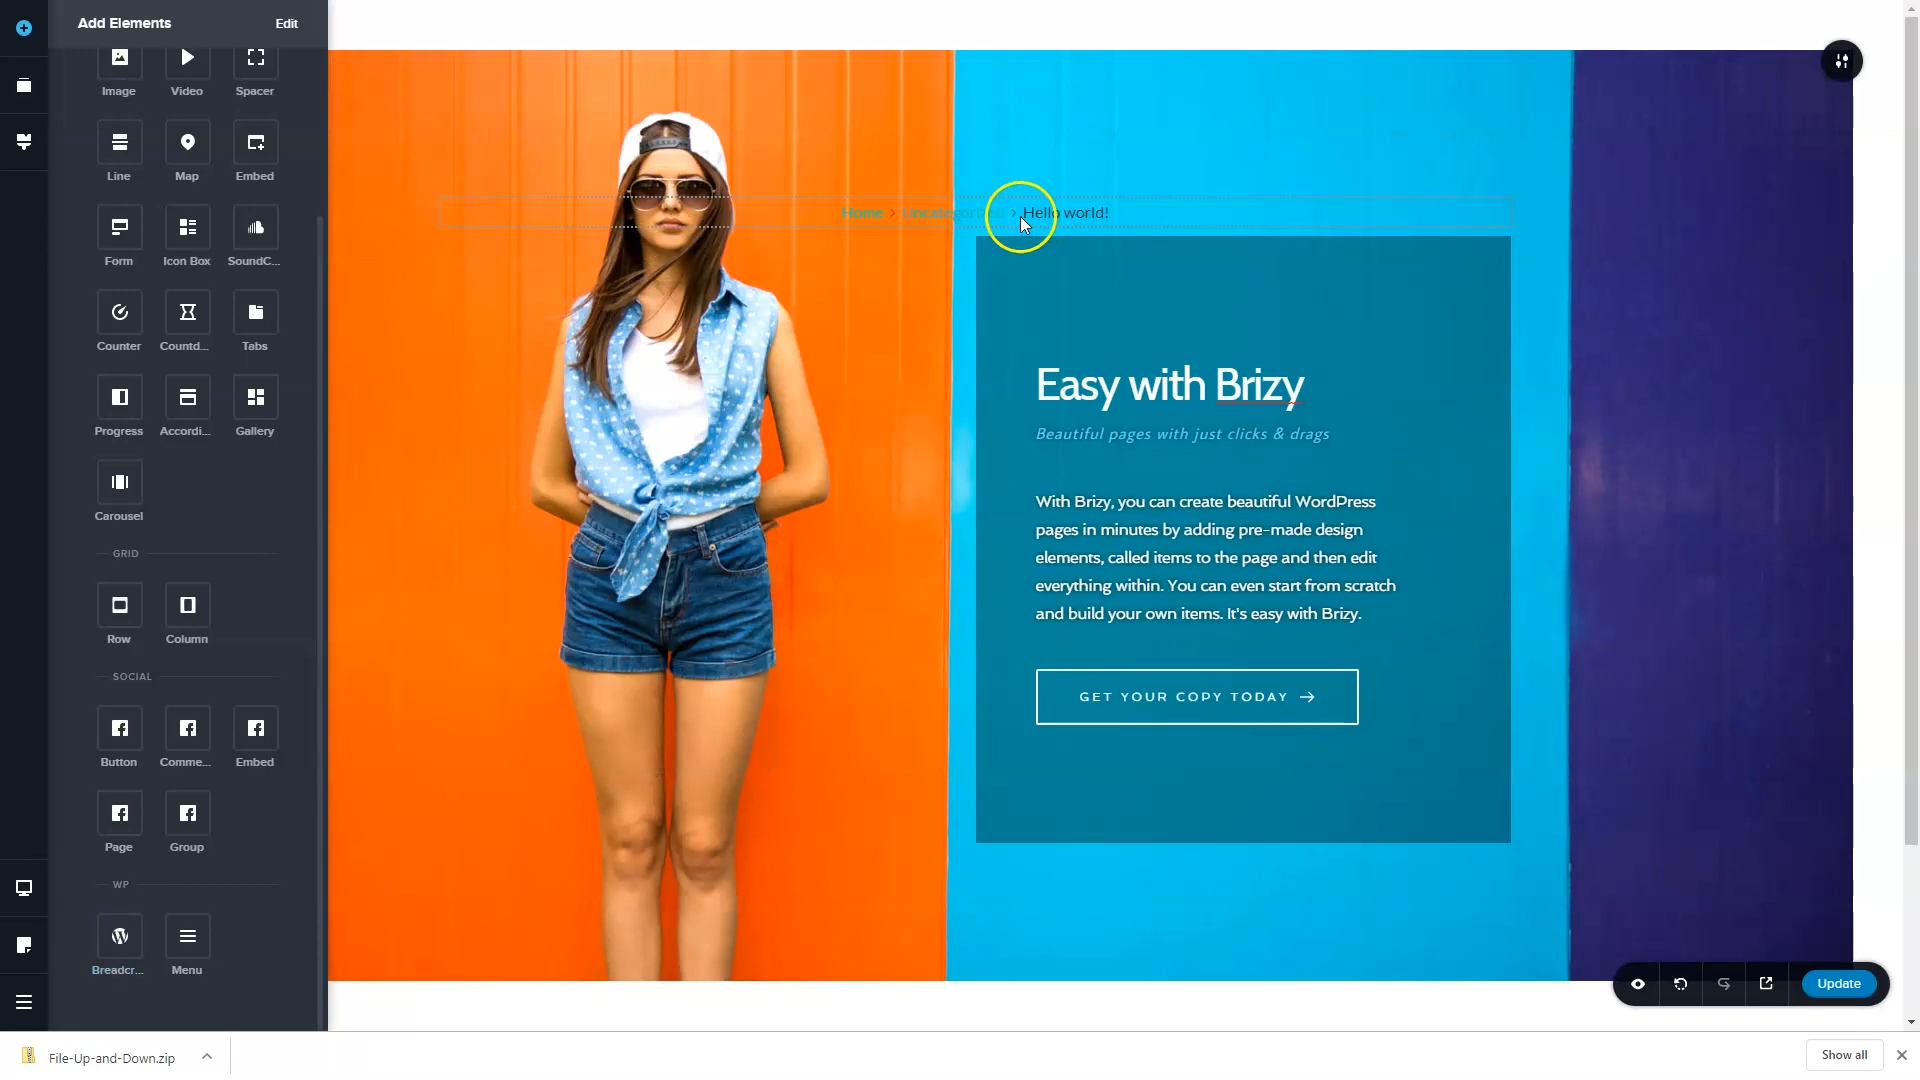 Add Elements
Edit
Image
Video
Spacer
Line
Map
Embed
Form
Icon Box
SoundC...
Counter
Countd...
Tabs
Progress
Accordi...
Gallery
Carousel
GRID
Row
Column
SOCIAL
Button
Comme...
Embed
Page
Group
WP
Breadcr...
Menu
Home > Uncategorized > Hello world!
Easy with Brizy
Beautiful pages with just clicks & drags
With Brizy, you can create beautiful WordPress
pages in minutes by adding pre-made design
elements, called items to the page and then edit
everything within. You can even start from scratch
and build your own items. It's easy with Brizy.
GET YOUR COPY TODAY →
Update
File-Up-and-Down.zip
Show all